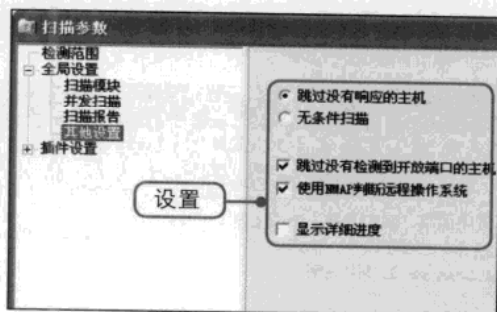 扫描参数
检测范围
全局设置
扫描模块
并发扫描
扫描报告
其他设置
插件设置
设置
跳过没有响应的主机
无条件扫描
跳过没有检测到开放端口的主机
使用NMAP判断远程操作系统
显示详细进度